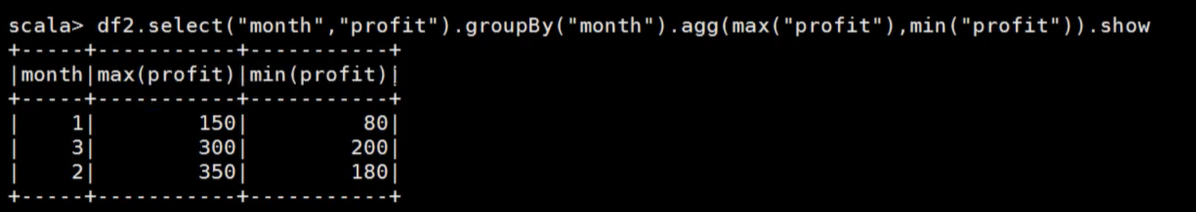 scala> df2.select("month","profit").groupBy("month").agg(max("profit"),min("profit")).show
+-----+-----------+-----------+
|month|max(profit)|min(profit)|
+-----+-----------+-----------+
|    1|        150|         80|
|    3|        300|        200|
|    2|        350|        180|
+-----+-----------+-----------+